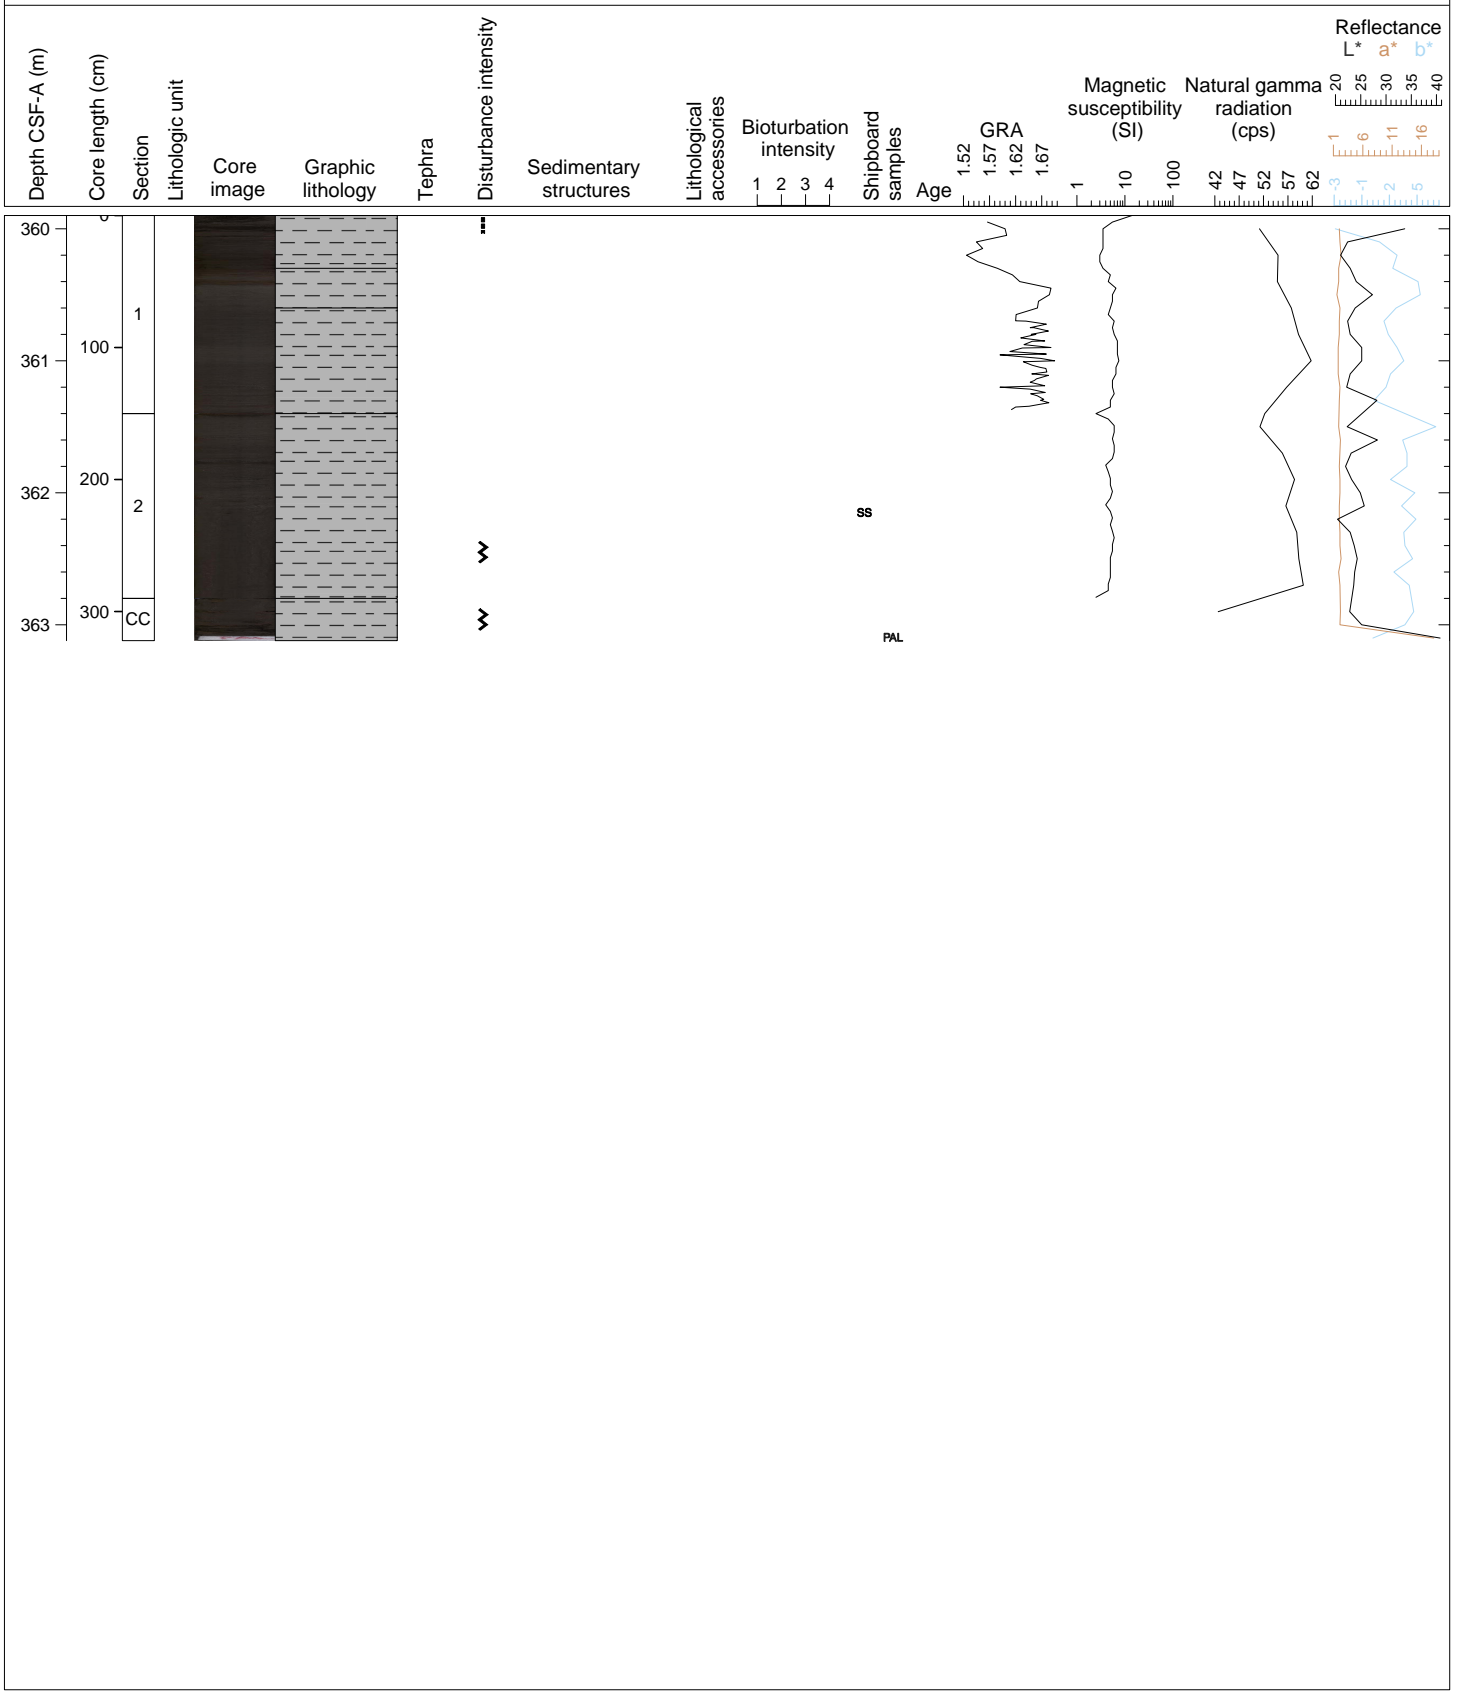 Depth CSF-A (m)
Core length (cm)
Section
Lithologic unit
Core
image
Graphic
lithology
Tephra
Disturbance intensity
Sedimentary
structures
Lithological
accessories
Bioturbation
intensity
1 2 3 4
Shipboard
samples
Age
GRA
1.52 1.57 1.62 1.67
Magnetic
susceptibility
(SI)
1 10 100
Natural gamma
radiation
(cps)
42 47 52 57 62
Reflectance
L* a* b*
20 25 30 35 40
1 6 11 16
-3 -1 2 5
0
360
1
100
361
200
362
2
SS
300
CC
363
PAL